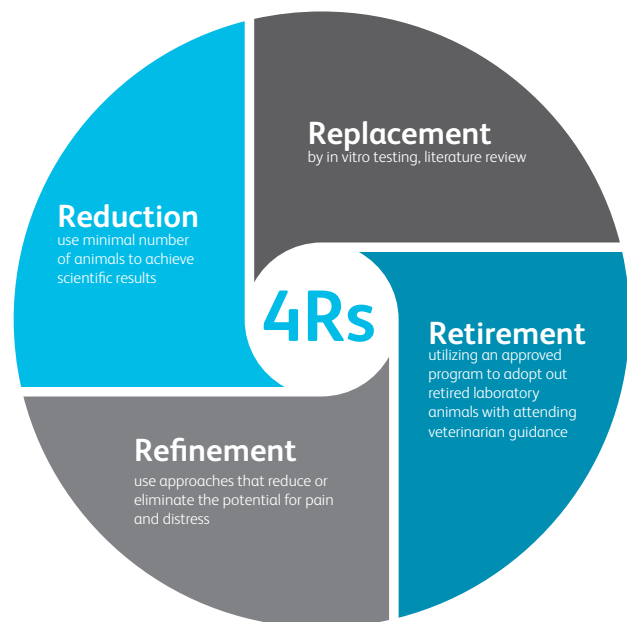 Replacement
by in vitro testing, literature review
Reduction
use minimal number
of animals to achieve
scientific results
4Rs
Retirement
utilizing an approved
program to adopt out
retired laboratory
animals with attending
veterinarian guidance
Refinement
use approaches that reduce or
eliminate the potential for pain
and distress